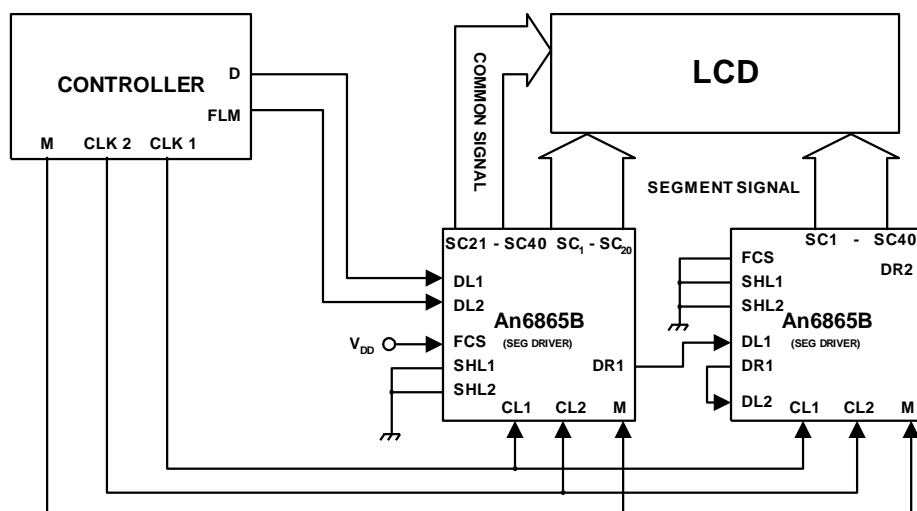 CONTROLLER
D
FLM
M CLK 2 CLK 1
COMMON SIGNAL
LCD
SEGMENT SIGNAL
SC21 - SC40 SC1 - SC20
DL1
DL2
An6865B
(SEG DRIVER)
VDD
FCS
SHL1
SHL2
DR1
CL1 CL2 M
SC1 - SC40
FCS
DR2
SHL1
SHL2
An6865B
(SEG DRIVER)
DL1
DR1
DL2
CL1 CL2 M